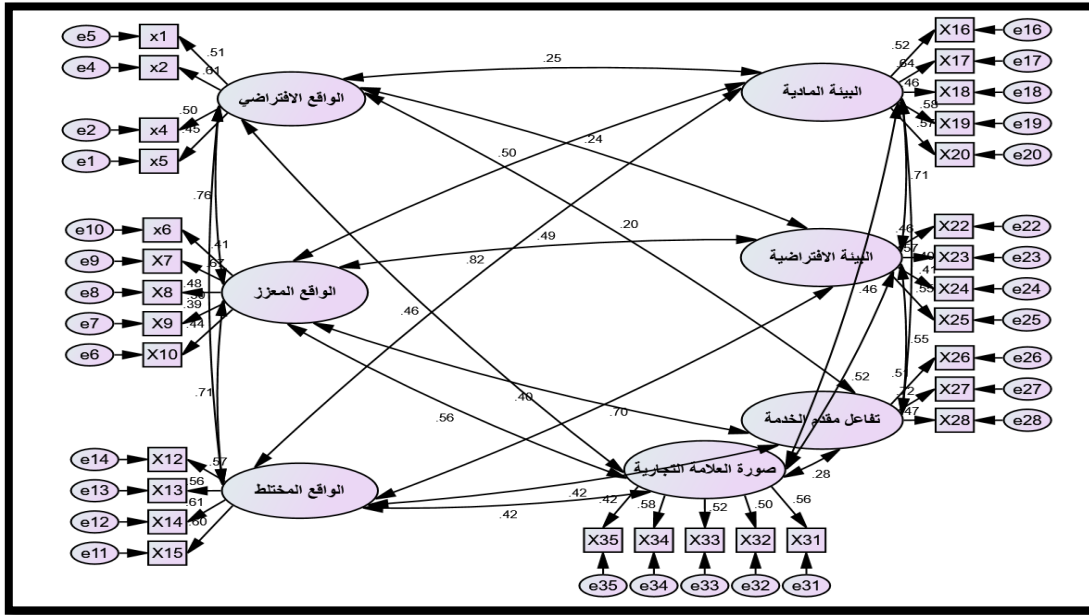 e5 x1 .51
e4 x2 .61
e2 x4 .50
e1 x5 .45
الواقع الافتراضي
.25
البيئة المادية
.52 X16 e16
.64 X17 e17
.46 X18 e18
.58 X19 e19
.57 X20 e20
.50
.24
.71
.76
.20
e10 x6 .41
e9 X7 .67
e8 X8 .48
e7 X9 .39
e6 X10 .44
الواقع المعزز
.49
.82
البيئة الافتراضية
.46 X22 e22
.57 X23 e23
X24 e24
.41
.55 X25 e25
.46
.46
.55
.71
.40
.56
.70
.52
تفاعل مقدم الخدمة
.51 X26 e26
.72 X27 e27
.47 X28 e28
e14 X12 .57
e13 X13 .56
e12 X14 .61
e11 X15 .60
الواقع المختلط
صورة العلامه التجارية
.28
.42
.42
.42 .58 .52 .50 .56
X35 X34 X33 X32 X31
e35 e34 e33 e32 e31